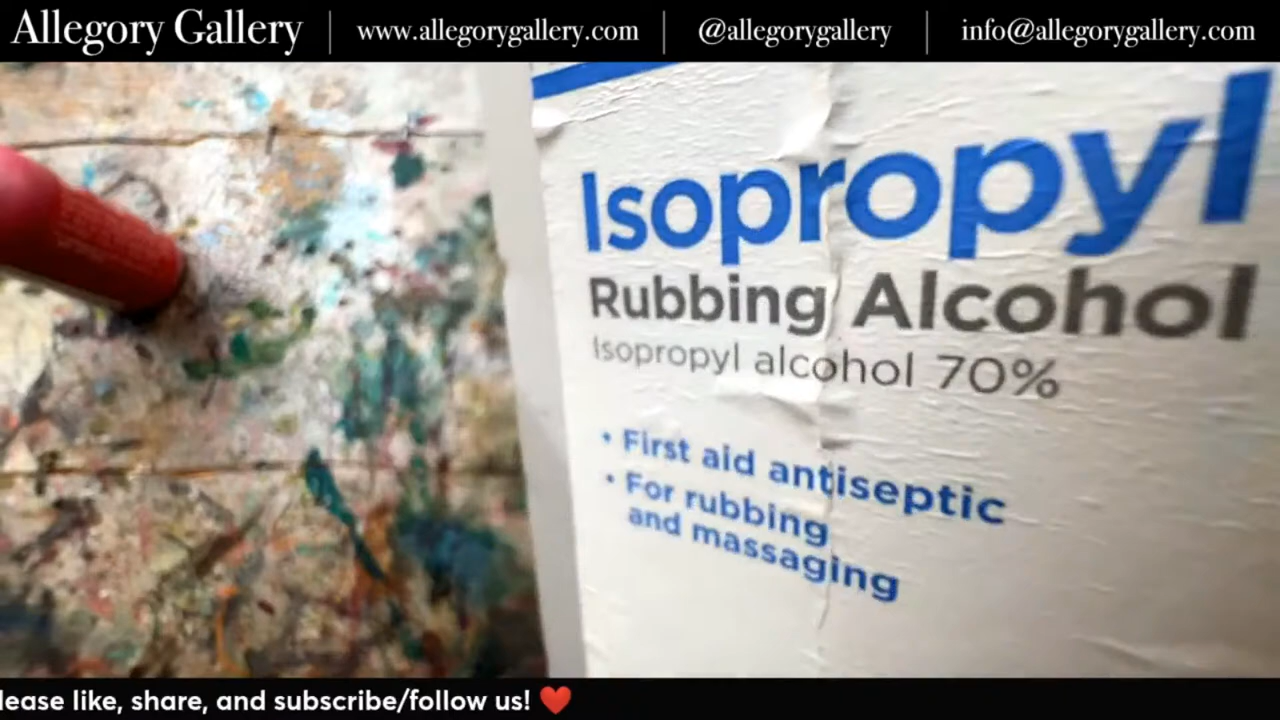 Allegory Gallery | www.allegorygallery.com | @allegorygallery | info@allegorygallery.com
Isopropyl
Rubbing Alcohol
Isopropyl alcohol 70%
• First aid antiseptic
• For rubbing
and massaging
lease like, share, and subscribe/follow us! ❤️